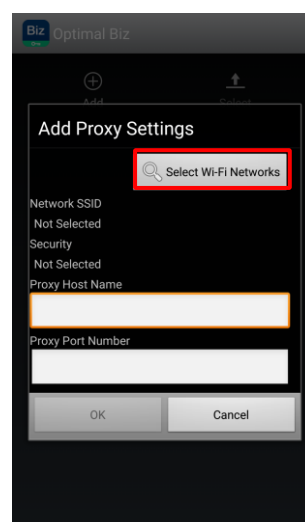 Biz Optimal Biz
Add Select
Add Proxy Settings
Select Wi-Fi Networks
Network SSID
Not Selected
Security
Not Selected
Proxy Host Name
Proxy Port Number
OK Cancel